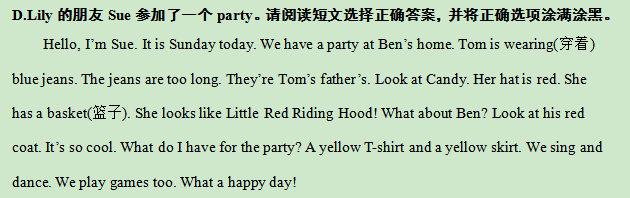 D.Lily 的朋友 Sue 参加了一个 party。请阅读短文选择正确答案，并将正确选项涂满涂黑。
Hello, I'm Sue. It is Sunday today. We have a party at Ben's home. Tom is wearing(穿着)
blue jeans. The jeans are too long. They're Tom's father's. Look at Candy. Her hat is red. She
has a basket(篮子). She looks like Little Red Riding Hood! What about Ben? Look at his red
coat. It's so cool. What do I have for the party? A yellow T-shirt and a yellow skirt. We sing and
dance. We play games too. What a happy day!